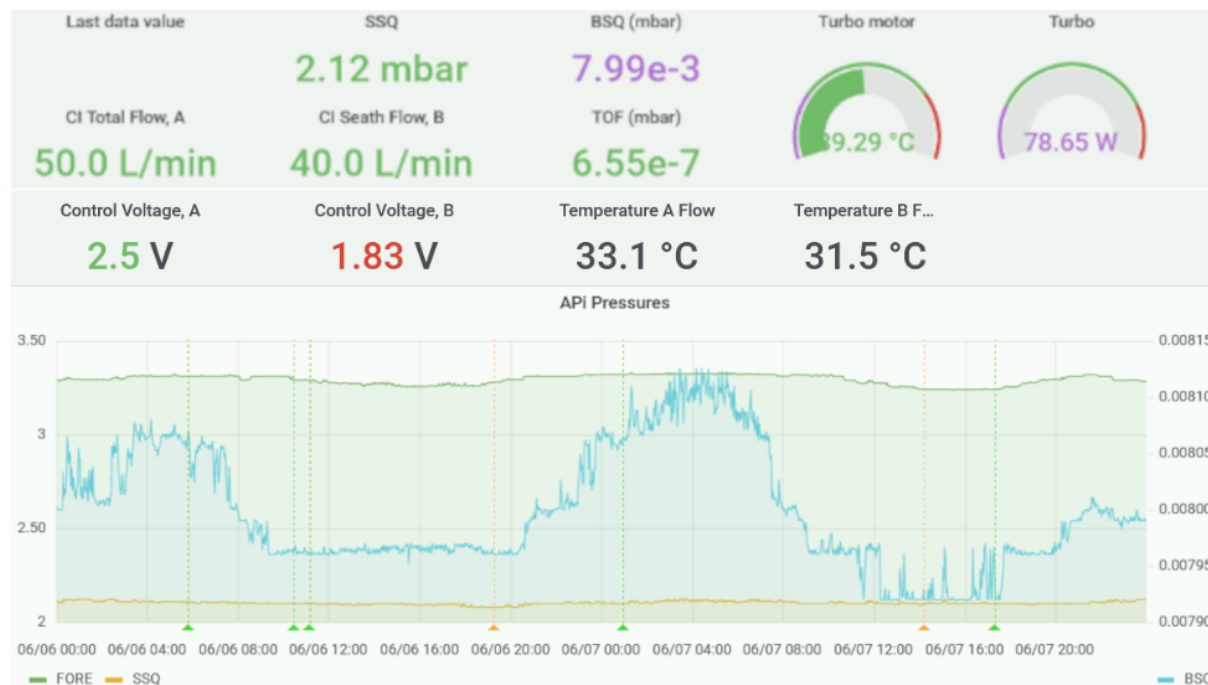 Last data value SSQ BSQ (mbar) Turbo motor Turbo
2.12 mbar 7.99e-3
CI Total Flow, A CI Seath Flow, B TOF (mbar)
50.0 L/min 40.0 L/min 6.55e-7 39.29 °C 78.65 W
Control Voltage, A Control Voltage, B Temperature A Flow Temperature B F...
2.5 V 1.83 V 33.1 °C 31.5 °C
APi Pressures
3.50 0.00815
0.00810
3
0.00805
0.00800
2.50
0.00795
2 0.00790
06/06 00:00 06/06 04:00 06/06 08:00 06/06 12:00 06/06 16:00 06/06 20:00 06/07 00:00 06/07 04:00 06/07 08:00 06/07 12:00 06/07 16:00 06/07 20:00
FORE SSQ BSQ